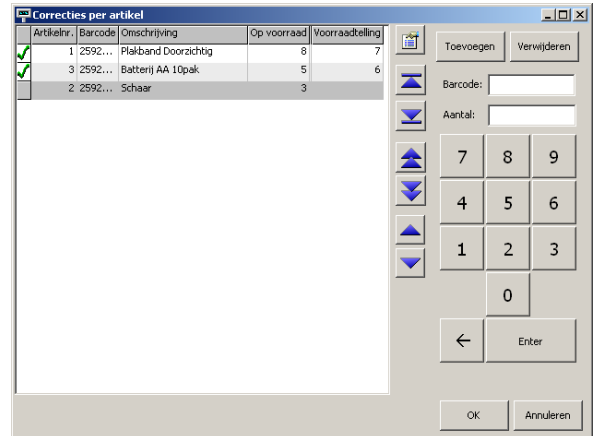 Correcties per artikel
Artikelnr. Barcode Omschrijving Op voorraad Voorraadtelling
1 2592... Plakband Doorzichtig 8 7
3 2592... Batterij AA 10pak 5 6
2 2592... Schaar 3
Toevoegen Verwijderen
Barcode:
Aantal:
7 8 9
4 5 6
1 2 3
0
← Enter
OK Annuleren